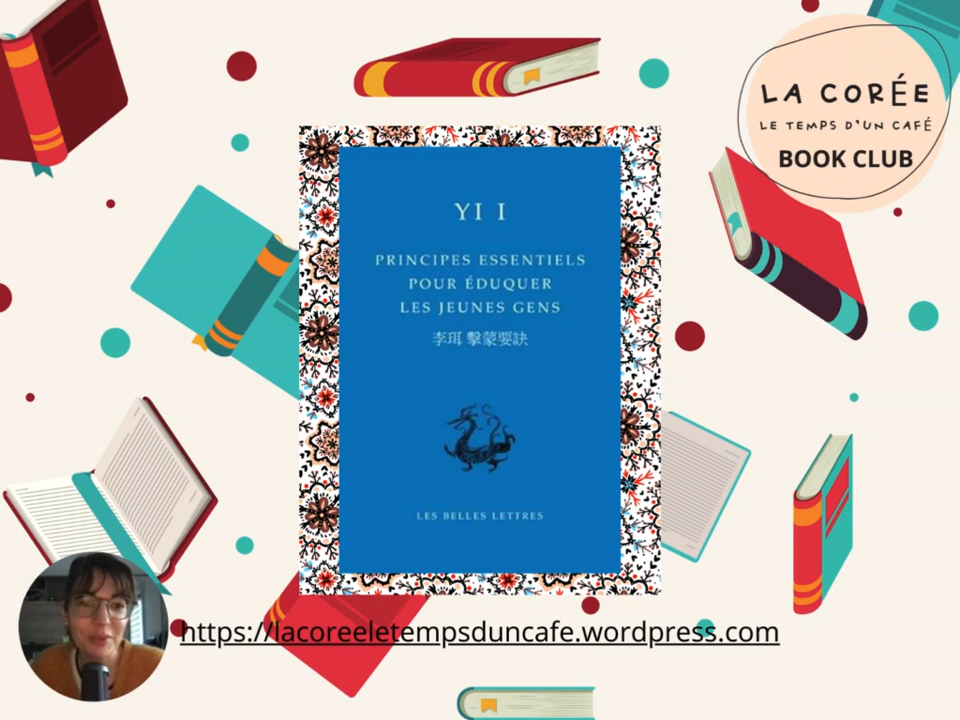 LA CORÉE
LE TEMPS D'UN CAFÉ
BOOK CLUB
YI I
PRINCIPES ESSENTIELS
POUR ÉDUQUER
LES JEUNES GENS
李珥 擊蒙要訣
LES BELLES LETTRES
https://lacoreeletempsduncafe.wordpress.com